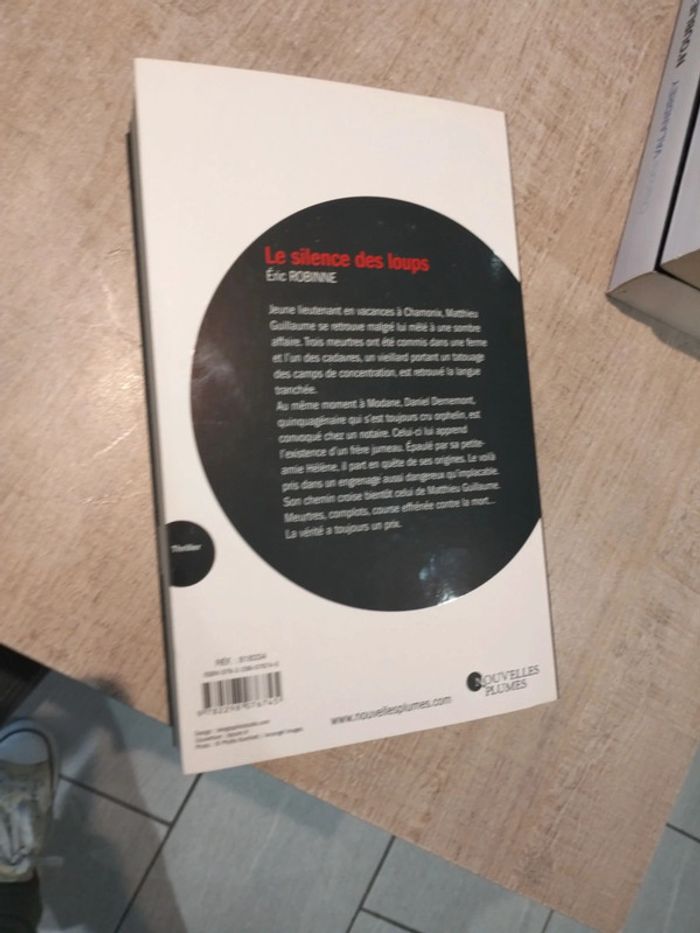 Le silence des loups
Éric ROBINNE
Jeune lieutenant en vacances à Chamonix, Matthieu
Guillaume se retrouve malgré lui mêlé à une sombre
affaire. Trois meurtres ont été commis dans une ferme
et l'un des cadavres, un vieillard portant un tatouage
des camps de concentration, est retrouvé la langue
tranchée.
Au même moment à Modane, Daniel Dernemont,
quinquagénaire qui s'est toujours cru orphelin, est
convoqué chez un notaire. Celui-ci lui apprend
l'existence d'un frère jumeau. Épaulé par sa petite-
amie Hélène, il part en quête de ses origines. Le voilà
pris dans un engrenage aussi dangereux qu'implacable.
Son chemin croise bientôt celui de Matthieu Guillaume.
Meurtres, complots, course effrénée contre la mort...
La vérité a toujours un prix.
Thriller
NOUVELLES
PLUMES
www.nouvellesplumes.com
VALANDREY